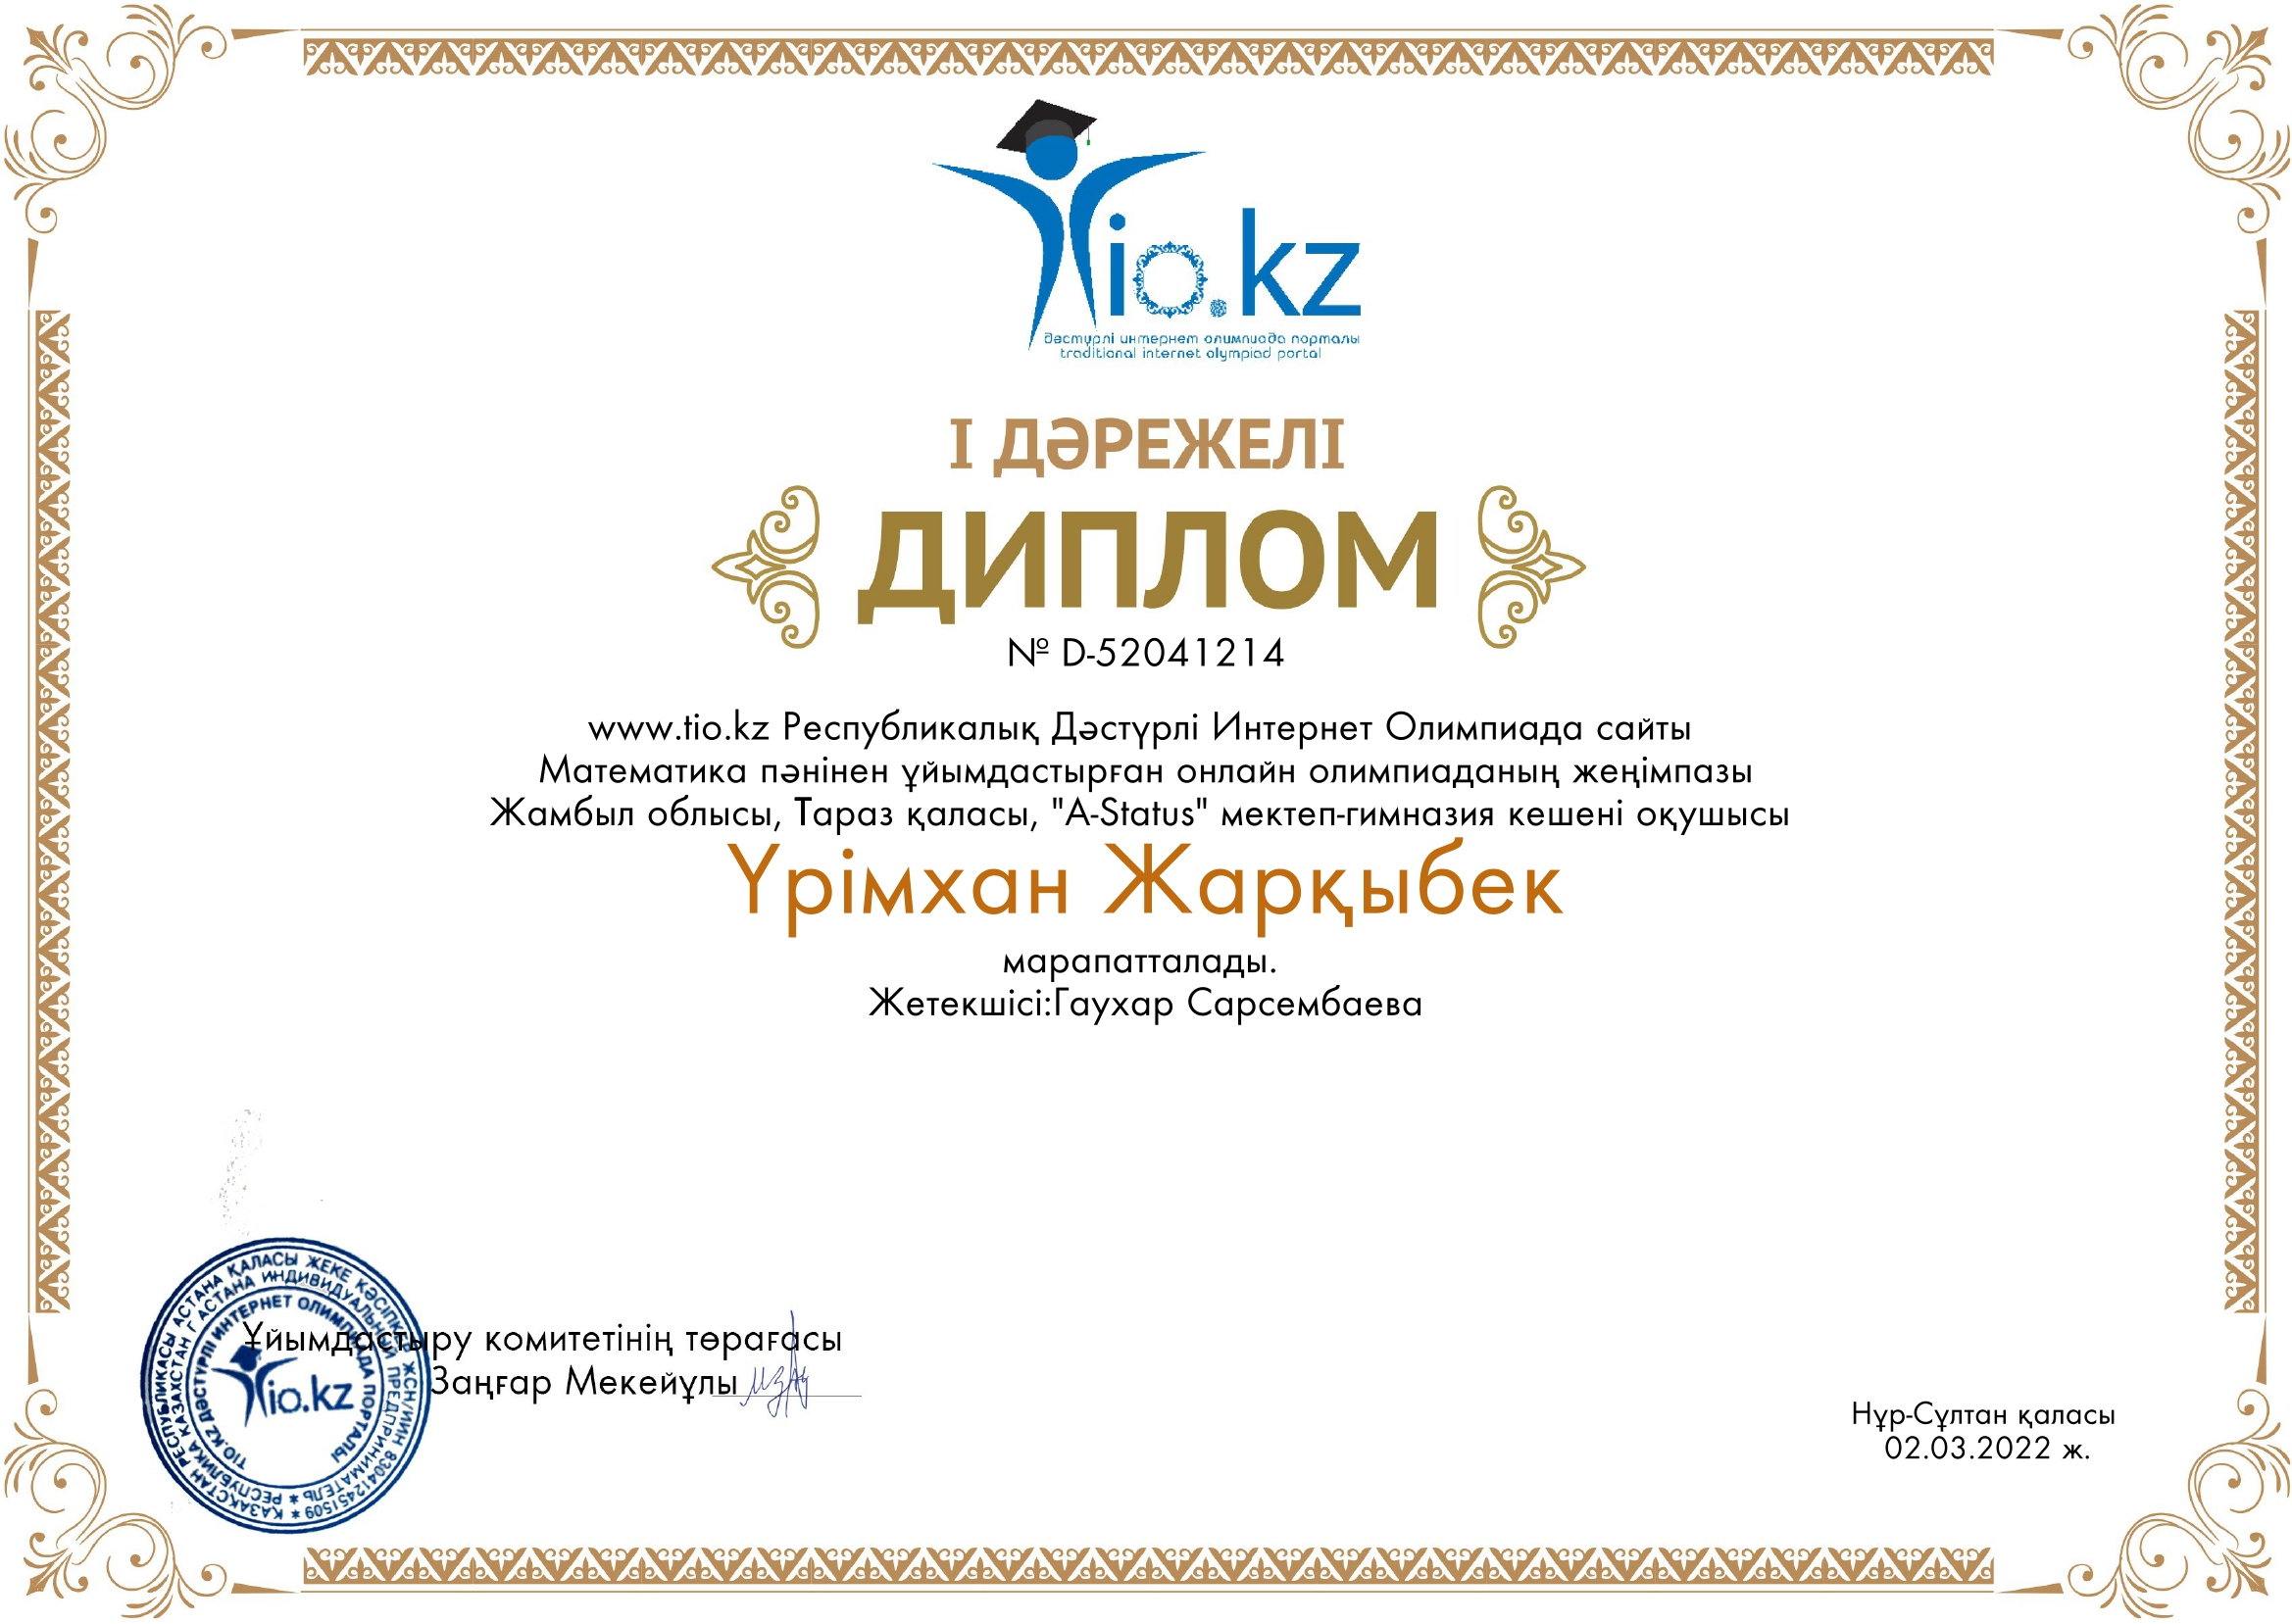 tio.kz
дәстүрлі интернет олимпиада порталы
traditional internet olympiad portal
І ДӘРЕЖЕЛІ
ДИПЛОМ
№ D-52041214
www.tio.kz Республикалық Дәстүрлі Интернет Олимпиада сайты
Математика пәнінен ұйымдастырған онлайн олимпиаданың жеңімпазы
Жамбыл облысы, Тараз қаласы, "A-Status" мектеп-гимназия кешені оқушысы
Үрімхан Жарқыбек
марапатталады.
Жетекшісі:Гаухар Сарсембаева
Ұйымдастыру комитетінің төрағасы
Заңғар Мекейұлы
ҚАЗАҚСТАН РЕСПУБЛИКАСЫ АСТАНА ҚАЛАСЫ ЖЕКЕ КӘСІПКЕР ЖСН/ИИН 830412451509
РЕСПУБЛИКА КАЗАХСТАН Г АСТАНА ИНДИВИДУАЛЬНЫЙ ПРЕДПРИНИМАТЕЛЬ
TIO.KZ ДӘСТҮРЛІ ИНТЕРНЕТ ОЛИМПИАДА ПОРТАЛЫ
tio.kz
Нұр-Сұлтан қаласы
02.03.2022 ж.